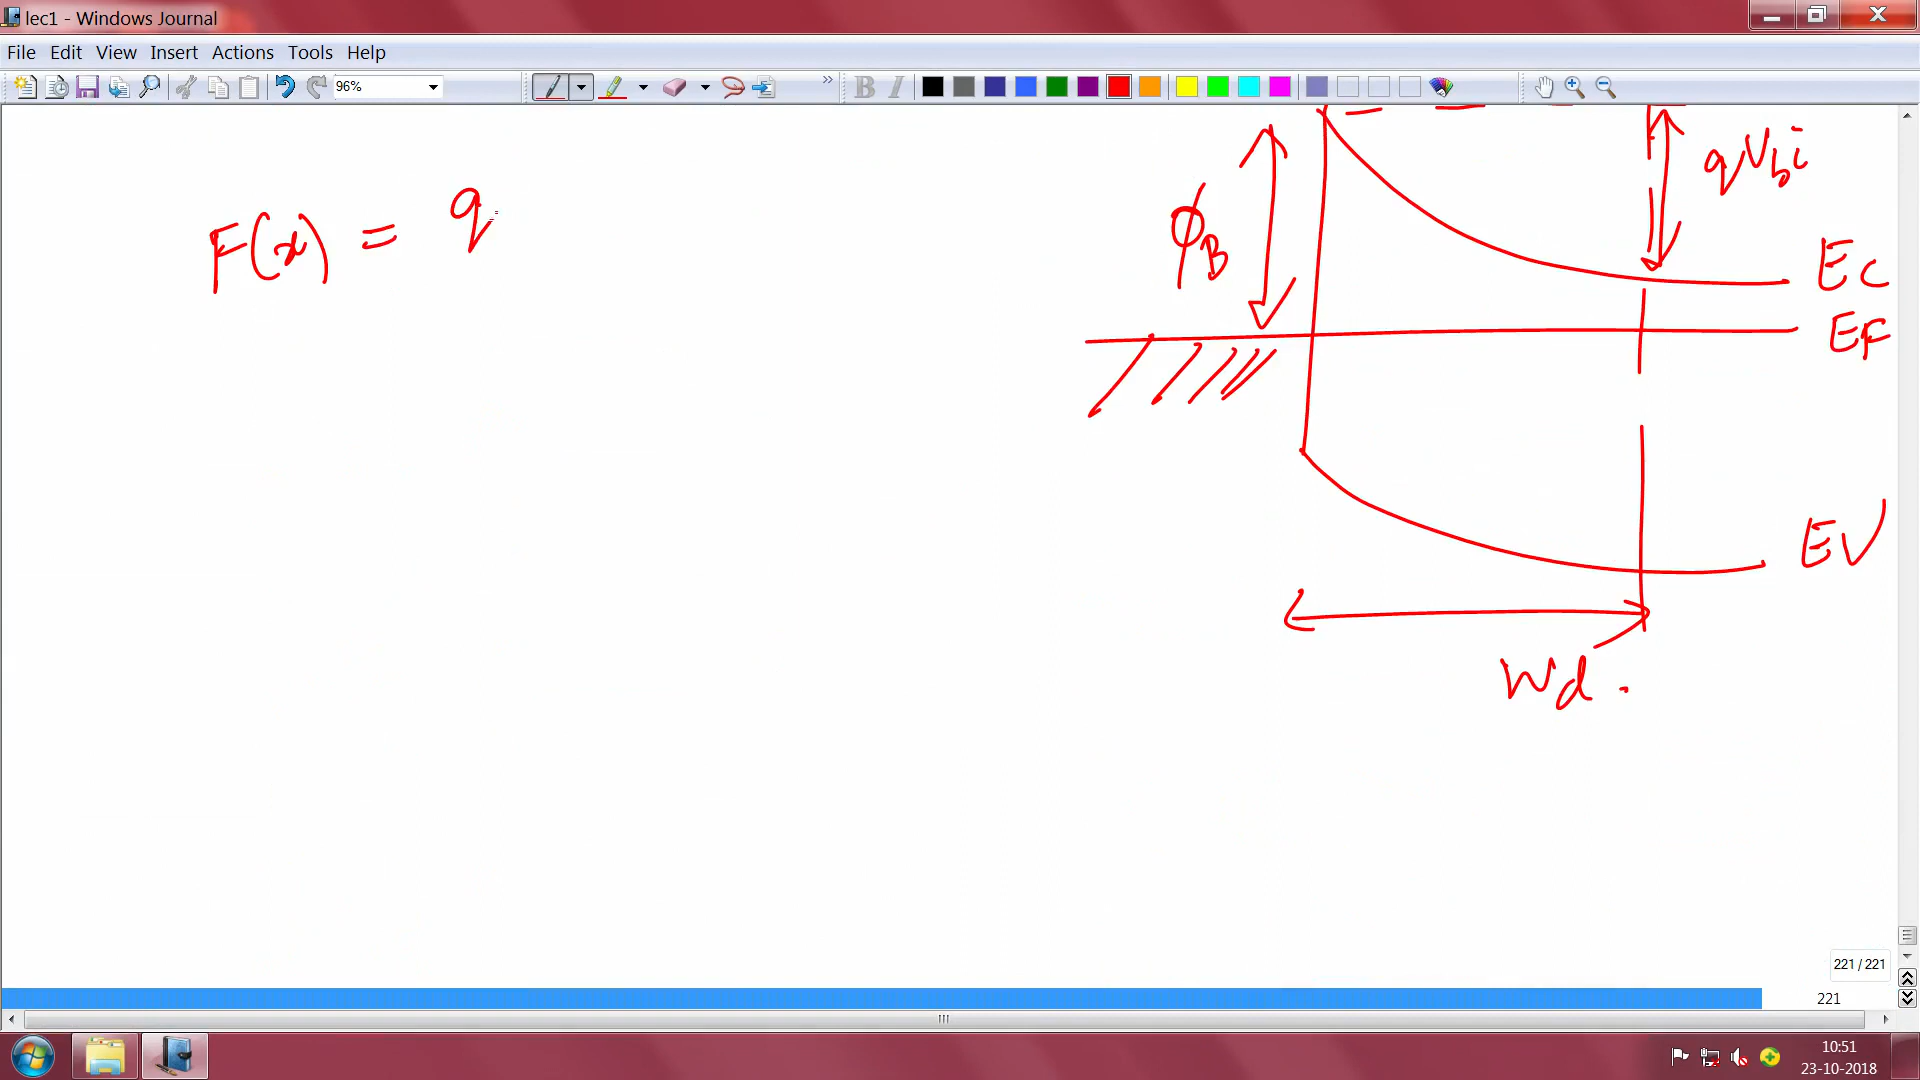 lec1 - Windows Journal
File Edit View Insert Actions Tools Help
96%
B I
F(x) = q
ϕB
qVbi
EC
EF
EV
Wd.
221 / 221
221
10:51
23-10-2018